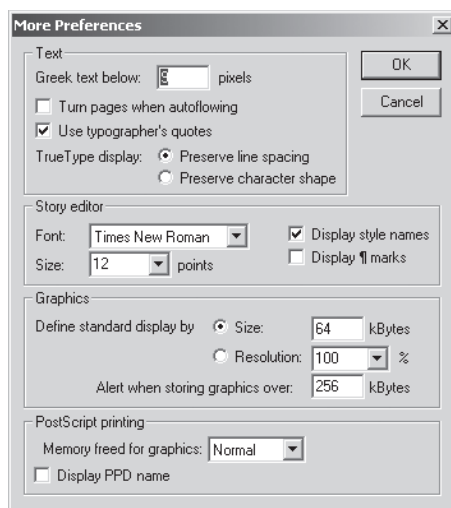 More Preferences
Text
Greek text below: 9 pixels
OK
Cancel
Turn pages when autoflowing
Use typographer's quotes
TrueType display: Preserve line spacing
Preserve character shape
Story editor
Font: Times New Roman
Display style names
Size: 12 points
Display ¶ marks
Graphics
Define standard display by Size: 64 kBytes
Resolution: 100 %
Alert when storing graphics over: 256 kBytes
PostScript printing
Memory freed for graphics: Normal
Display PPD name